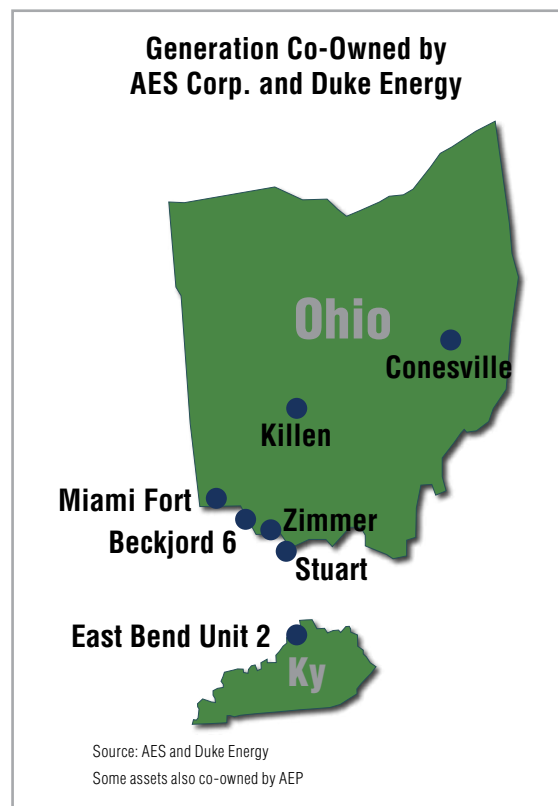 Generation Co-Owned by
AES Corp. and Duke Energy
Ohio
Conesville
Killen
Miami Fort
Zimmer
Beckjord 6
Stuart
East Bend Unit 2
Ky
Source: AES and Duke Energy
Some assets also co-owned by AEP